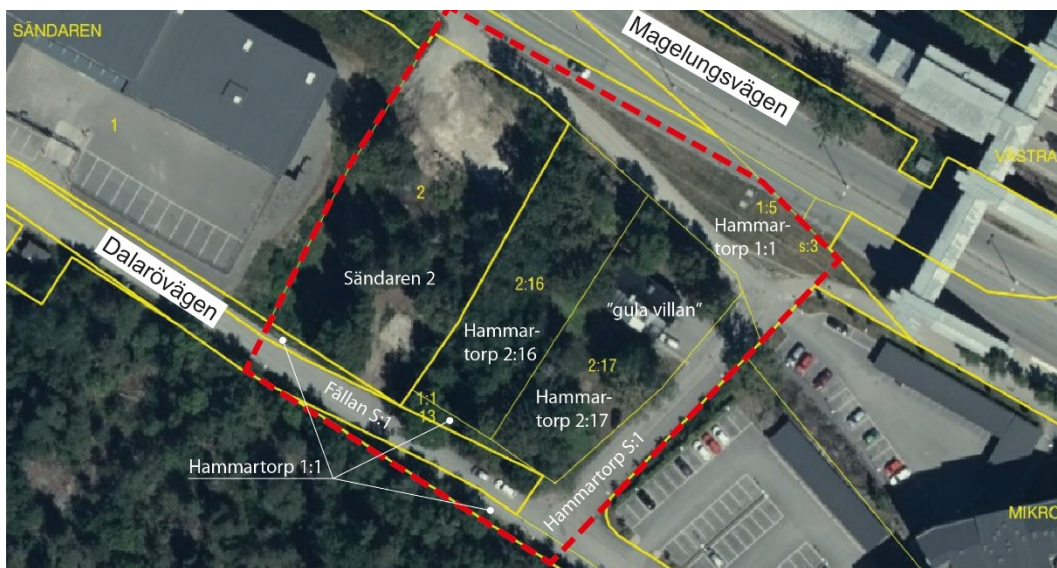 SÄNDAREN
Magelungsvägen
1
VÄSTRA
2
1:5
Hammar-
torp 1:1
s:3
Dalarövägen
Sändaren 2
2:16
"gula villan"
Hammar-
torp 2:16
2:17
Hammar-
torp 2:17
Fållan S:1
1:1
13
Hammartorp 1:1
Hammartorp S:1
MIKRO